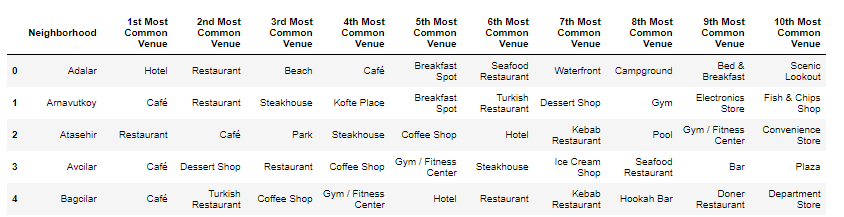 Neighborhood 1st Most Common Venue 2nd Most Common Venue 3rd Most Common Venue 4th Most Common Venue 5th Most Common Venue 6th Most Common Venue 7th Most Common Venue 8th Most Common Venue 9th Most Common Venue 10th Most Common Venue
0 Adalar Hotel Restaurant Beach Café Breakfast Spot Seafood Restaurant Waterfront Campground Bed & Breakfast Scenic Lookout
1 Arnavutkoy Café Restaurant Steakhouse Kofte Place Breakfast Spot Turkish Restaurant Dessert Shop Gym Electronics Store Fish & Chips Shop
2 Atasehir Restaurant Café Park Steakhouse Coffee Shop Hotel Kebab Restaurant Pool Gym / Fitness Center Convenience Store
3 Avcilar Café Dessert Shop Restaurant Coffee Shop Gym / Fitness Center Steakhouse Ice Cream Shop Seafood Restaurant Bar Plaza
4 Bagcilar Café Turkish Restaurant Coffee Shop Gym / Fitness Center Hotel Restaurant Kebab Restaurant Hookah Bar Doner Restaurant Department Store